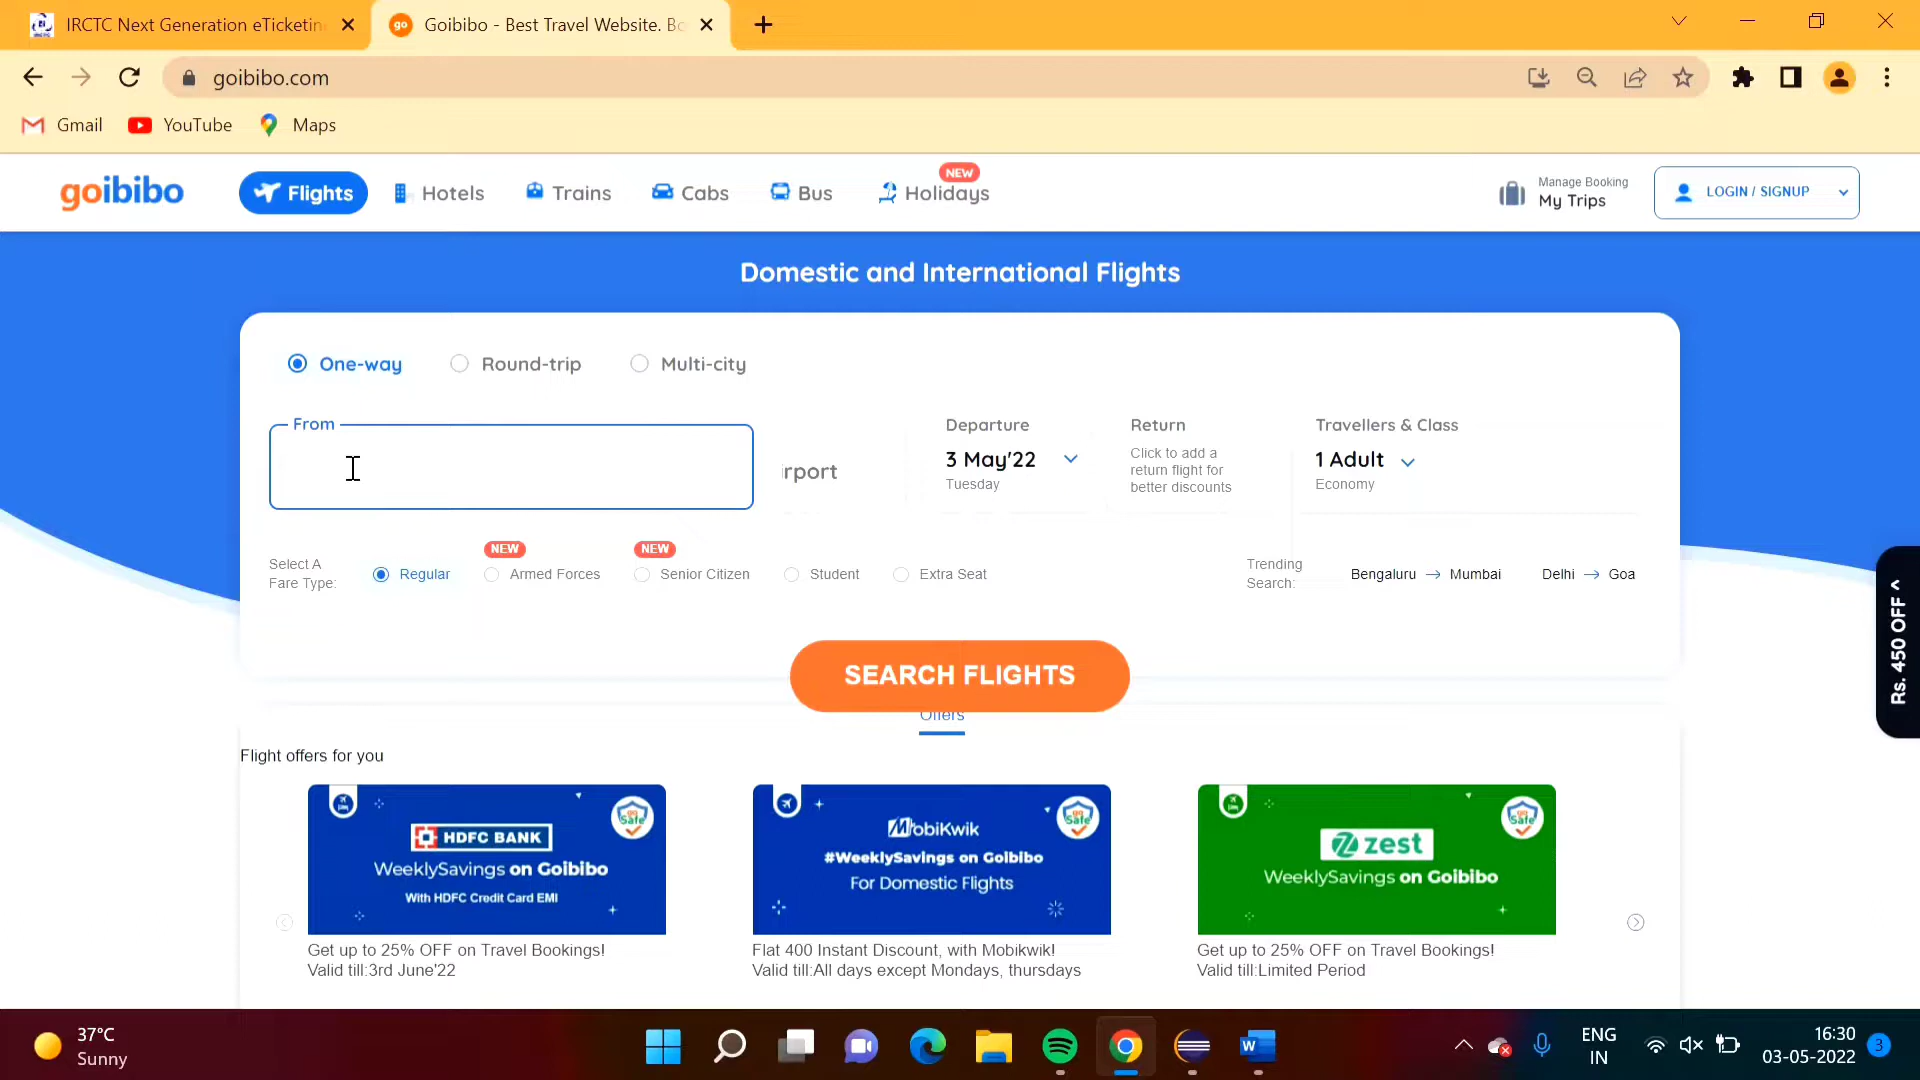 IRCTC Next Generation eTicketin
Goibibo - Best Travel Website. Bo
goibibo.com
Gmail
YouTube
Maps
goibibo
Flights
Hotels
Trains
Cabs
Bus
NEW
Holidays
Manage Booking
My Trips
LOGIN / SIGNUP
Domestic and International Flights
One-way
Round-trip
Multi-city
From
irport
Departure
3 May'22
Tuesday
Return
Click to add a
return flight for
better discounts
Travellers & Class
1 Adult
Economy
Select A
Fare Type:
Regular
NEW
Armed Forces
NEW
Senior Citizen
Student
Extra Seat
Trending
Search:
Bengaluru → Mumbai
Delhi → Goa
Rs. 450 OFF >
SEARCH FLIGHTS
Offers
Flight offers for you
go Safe
HDFC BANK
WeeklySavings on Goibibo
With HDFC Credit Card EMI
Get up to 25% OFF on Travel Bookings!
Valid till:3rd June'22
go Safe
MobiKwik
#WeeklySavings on Goibibo
For Domestic Flights
Flat 400 Instant Discount, with Mobikwik!
Valid till:All days except Mondays, thursdays
go Safe
zest
WeeklySavings on Goibibo
Get up to 25% OFF on Travel Bookings!
Valid till:Limited Period
37°C
Sunny
W
ENG
IN
16:30
03-05-2022
3